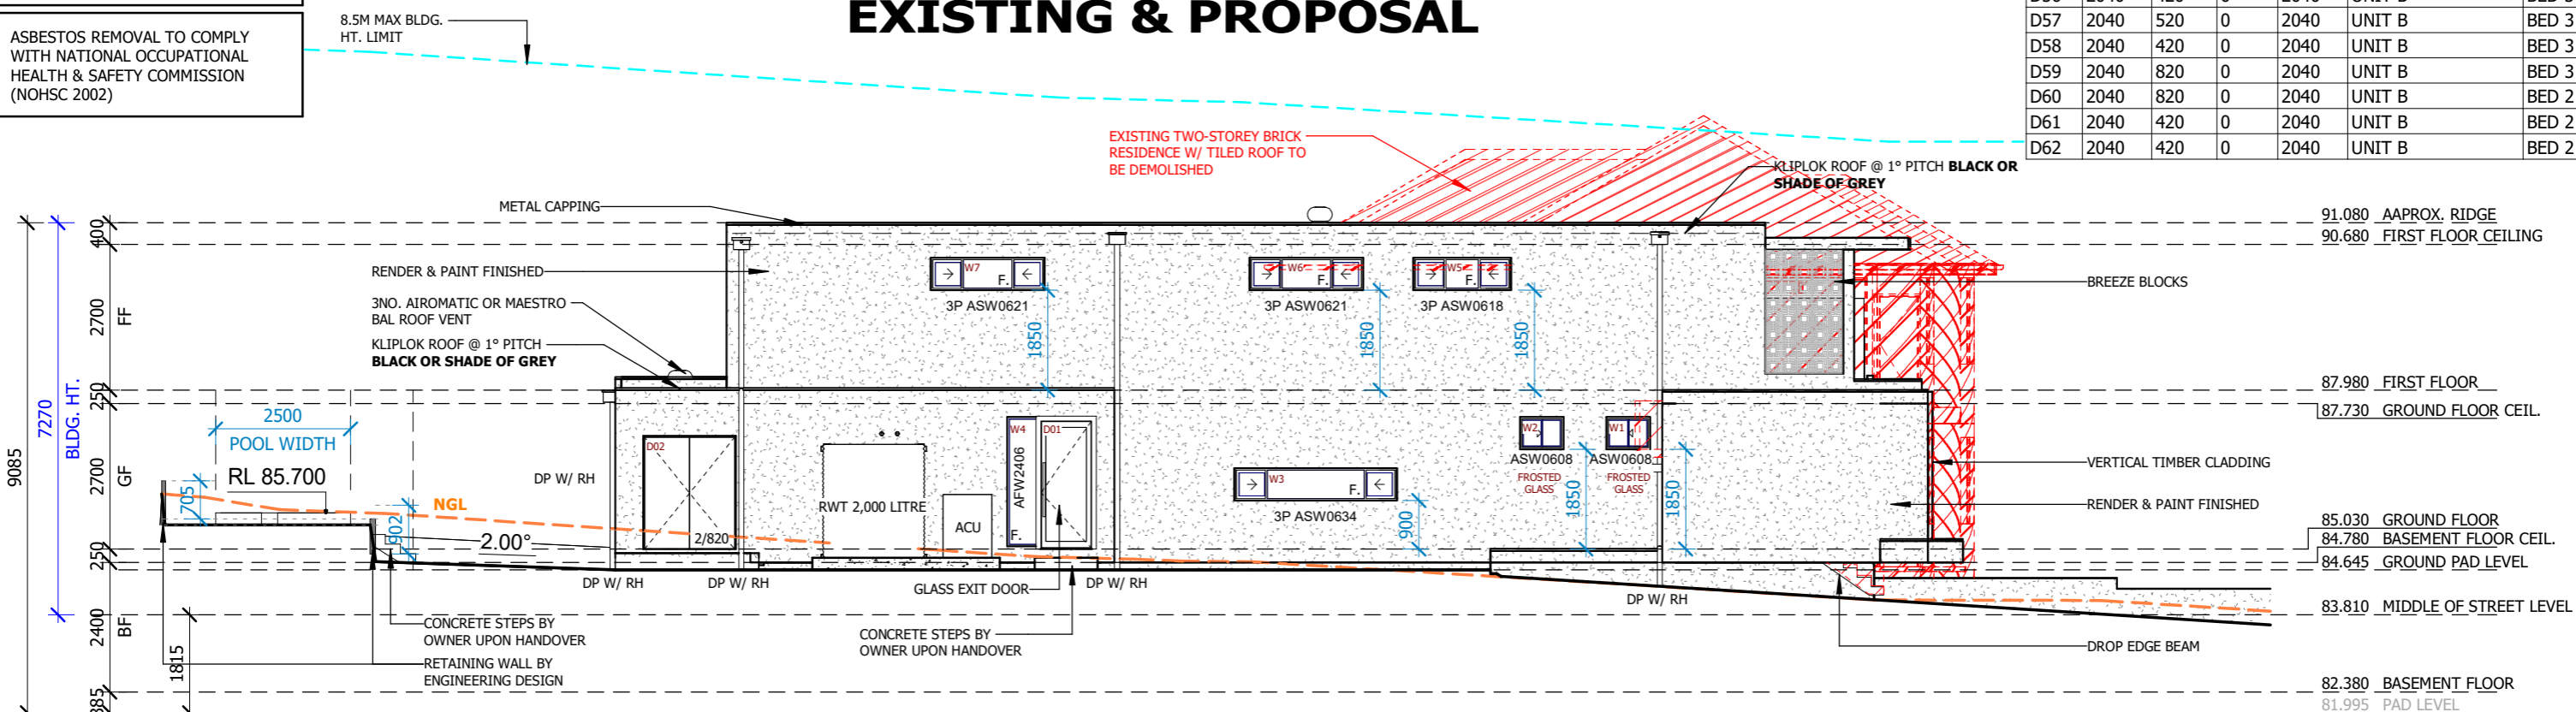 EXISTING & PROPOSAL
ASBESTOS REMOVAL TO COMPLY
WITH NATIONAL OCCUPATIONAL
HEALTH & SAFETY COMMISSION
(NOHSC 2002)
8.5M MAX BLDG.
HT. LIMIT
D57 2040 520 0 2040 UNIT B BED 3
D58 2040 420 0 2040 UNIT B BED 3
D59 2040 820 0 2040 UNIT B BED 3
D60 2040 820 0 2040 UNIT B BED 2
D61 2040 420 0 2040 UNIT B BED 2
D62 2040 420 0 2040 UNIT B BED 2
EXISTING TWO-STOREY BRICK
RESIDENCE W/ TILED ROOF TO
BE DEMOLISHED
KLIPLOK ROOF @ 1° PITCH BLACK OR
SHADE OF GREY
METAL CAPPING
RENDER & PAINT FINISHED
3NO. AIROMATIC OR MAESTRO
BAL ROOF VENT
KLIPLOK ROOF @ 1° PITCH
BLACK OR SHADE OF GREY
9085
7270
BLDG. HT.
400
2700
FF
250
2700
GF
250
2400
BF
1815
385
2500
POOL WIDTH
RL 85.700
705
902
NGL
2.00°
DP W/ RH
W7
F.
3P ASW0621
1850
W6
F.
3P ASW0621
1850
W5
F.
3P ASW0618
1850
D02
2/820
RWT 2,000 LITRE
ACU
W4
AFW2406
F.
D01
W3
F.
3P ASW0634
900
W2
ASW0608
FROSTED
GLASS
1850
W1
ASW0608
FROSTED
GLASS
1850
DP W/ RH
DP W/ RH
GLASS EXIT DOOR
DP W/ RH
DP W/ RH
CONCRETE STEPS BY
OWNER UPON HANDOVER
RETAINING WALL BY
ENGINEERING DESIGN
CONCRETE STEPS BY
OWNER UPON HANDOVER
91.080 AAPROX. RIDGE
90.680 FIRST FLOOR CEILING
BREEZE BLOCKS
87.980 FIRST FLOOR
87.730 GROUND FLOOR CEIL.
VERTICAL TIMBER CLADDING
RENDER & PAINT FINISHED
85.030 GROUND FLOOR
84.780 BASEMENT FLOOR CEIL.
84.645 GROUND PAD LEVEL
83.810 MIDDLE OF STREET LEVEL
DROP EDGE BEAM
82.380 BASEMENT FLOOR
81.995 PAD LEVEL